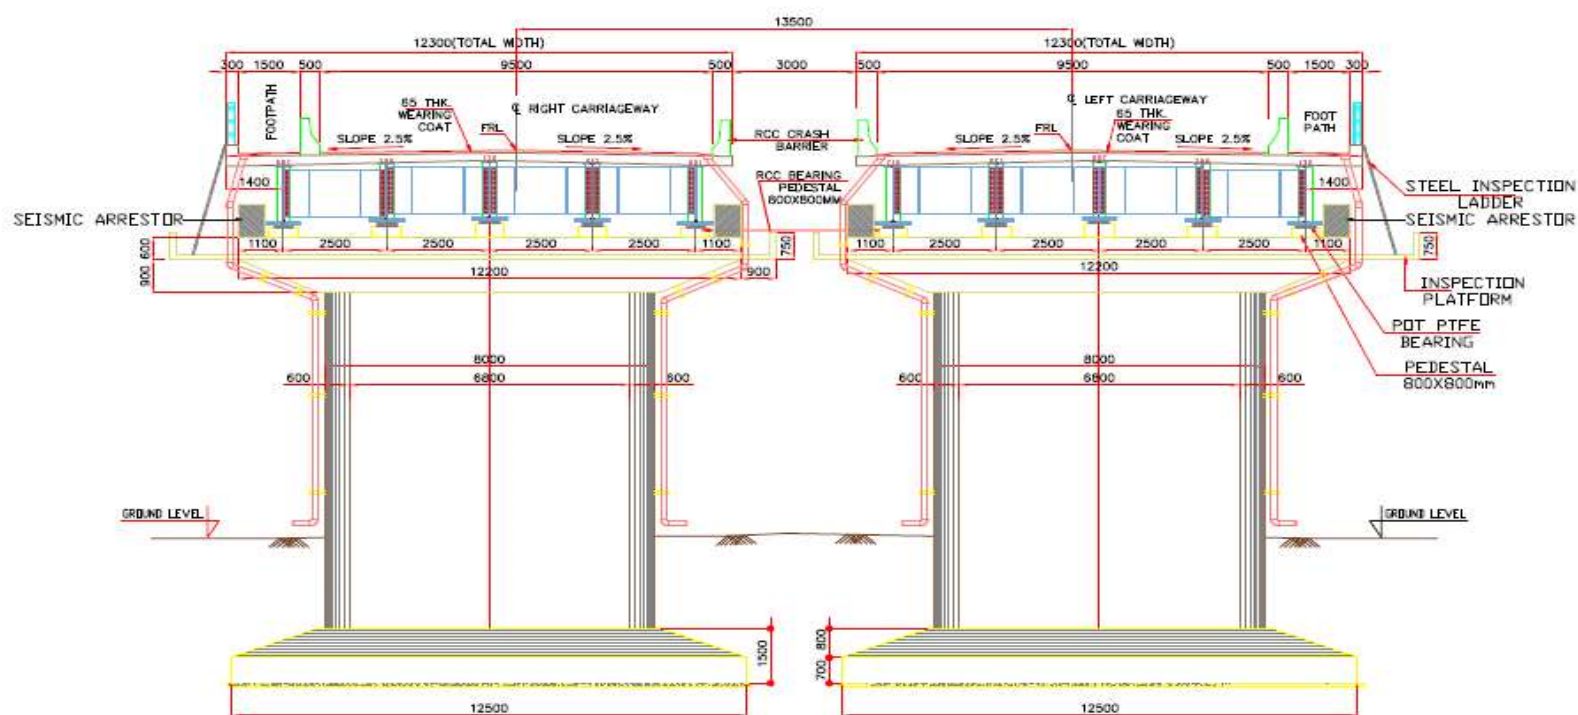 13500
12300(TOTAL WIDTH)
12300(TOTAL WIDTH)
300 1500 500 9500 500 3000 500 9500 500 1500 300
FOOTPATH
65 THK.
WEARING
COAT
℄ RIGHT CARRIAGEWAY
FRL
SLOPE 2.5%
SLOPE 2.5%
RCC CRASH
BARRIER
℄ LEFT CARRIAGEWAY
65 THK.
WEARING
COAT
FRL
SLOPE 2.5%
SLOPE 2.5%
FOOT
PATH
1400
RCC BEARING
PEDESTAL
800X800MM
1400
STEEL INSPECTION
LADDER
SEISMIC ARRESTOR
SEISMIC ARRESTOR
600
900
1100 2500 2500 2500 2500 1100
750
1100 2500 2500 2500 2500 1100
750
12200
900
12200
INSPECTION
PLATFORM
POT PTFE
BEARING
PEDESTAL
800X800mm
8000
600 6800 600
8000
600 6800 600
GROUND LEVEL
GROUND LEVEL
1500
800
700
12500
12500